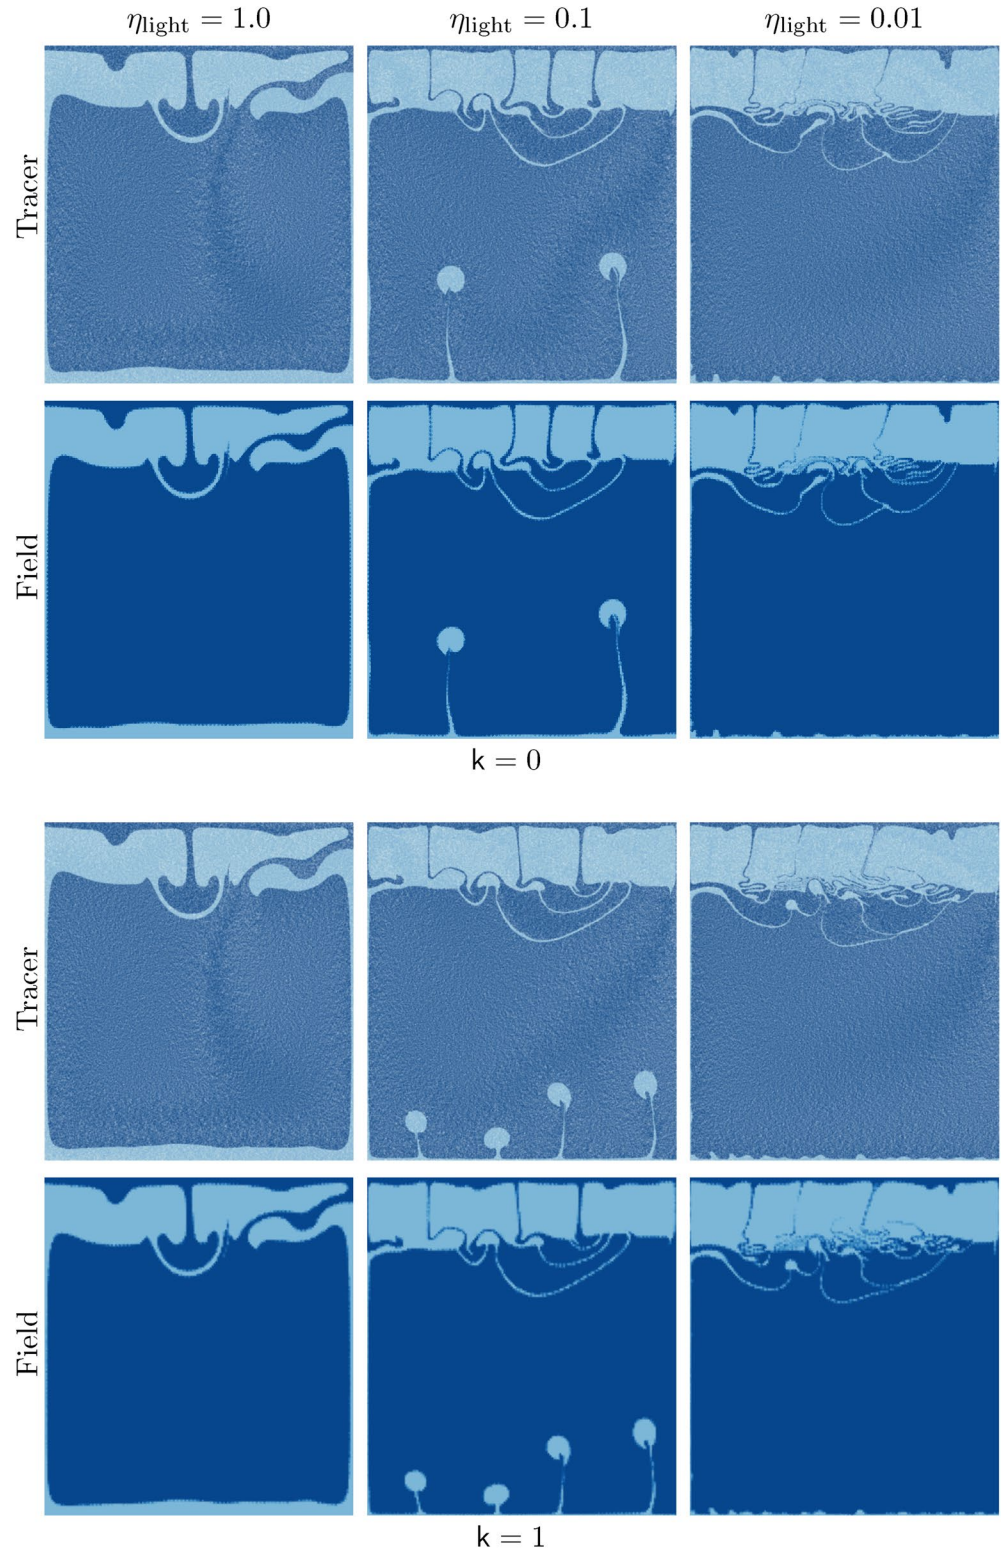 η_light = 1.0 η_light = 0.1 η_light = 0.01
Tracer
Field
k = 0
Tracer
Field
k = 1